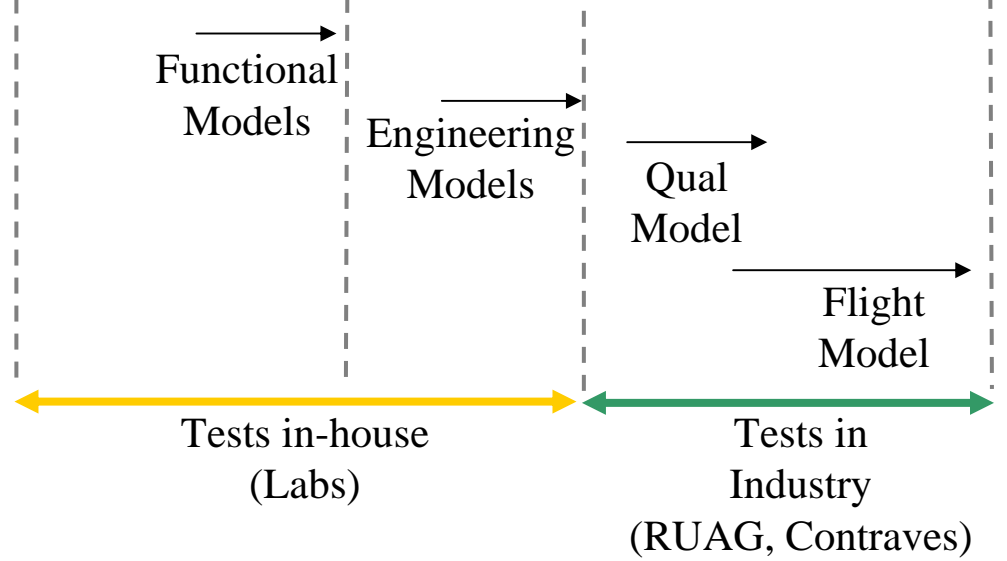 Functional
Models
Engineering
Models
Qual
Model
Flight
Model
Tests in-house
(Labs)
Tests in
Industry
(RUAG, Contraves)